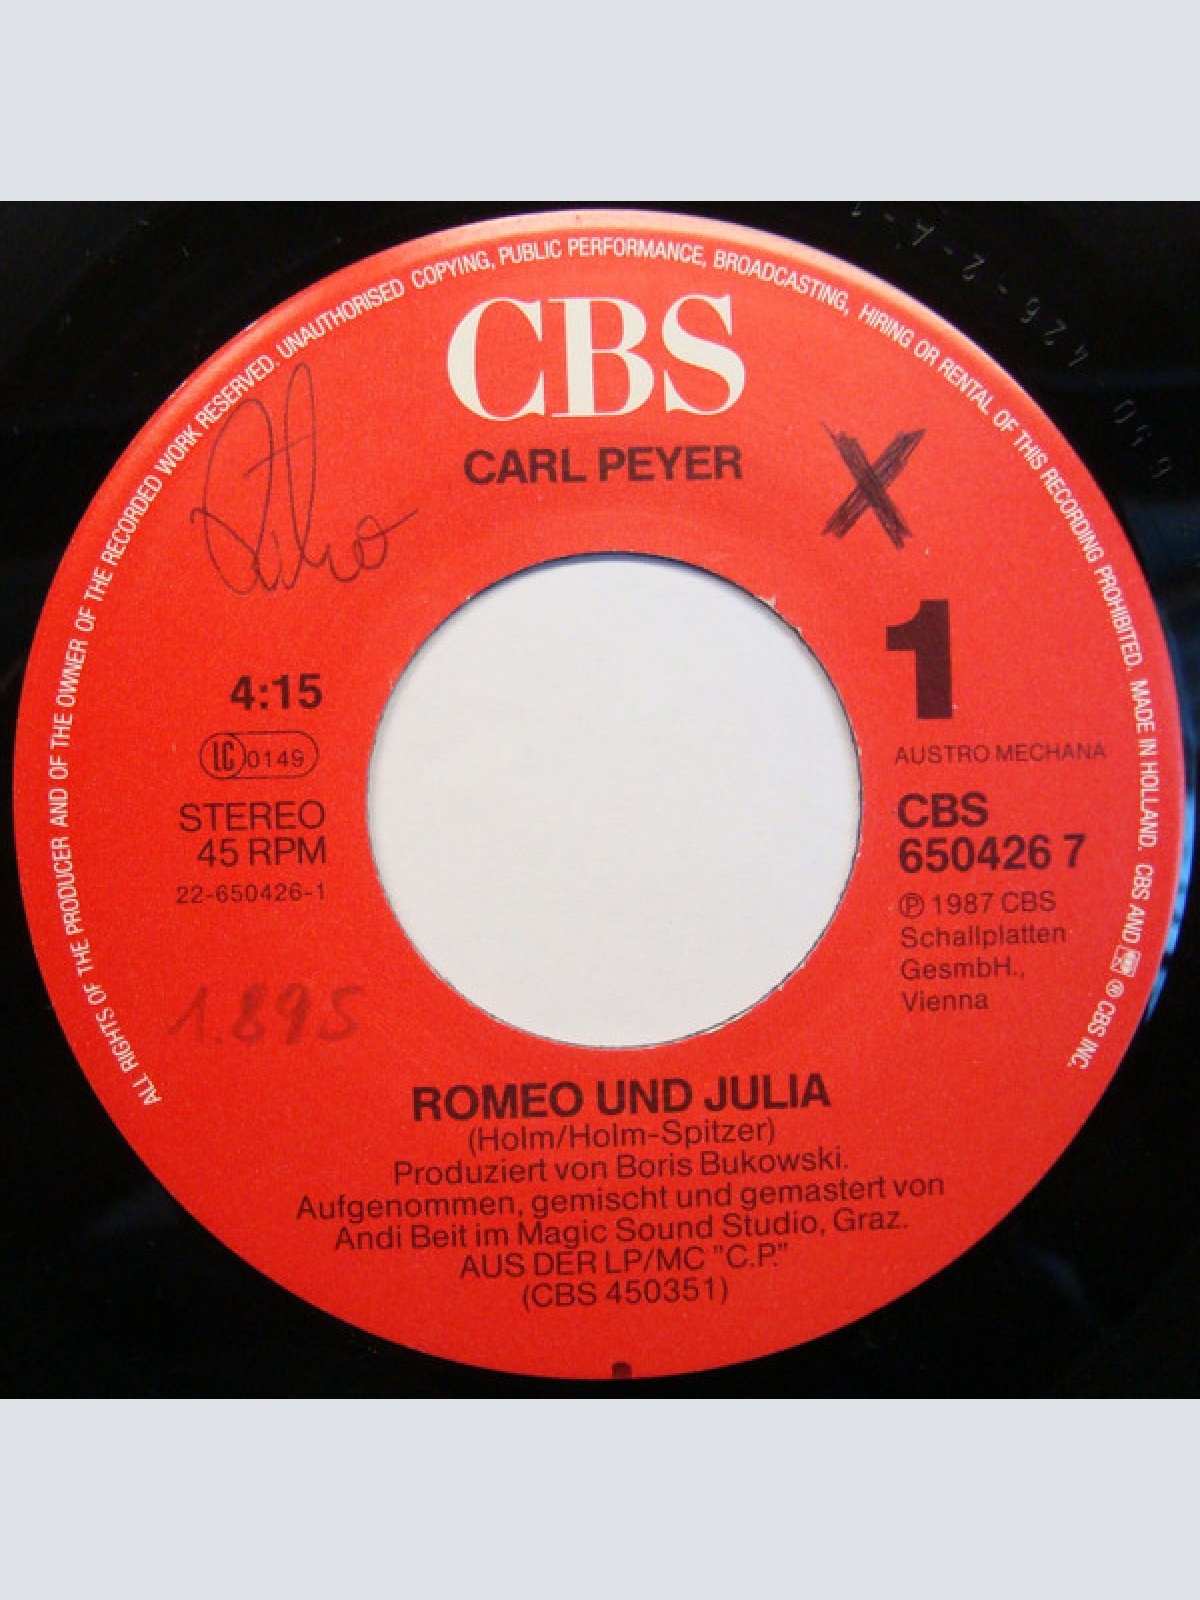 ALL RIGHTS OF THE PRODUCER AND OF THE OWNER OF THE RECORDED WORK RESERVED. UNAUTHORISED COPYING, PUBLIC PERFORMANCE, BROADCASTING, HIRING OR RENTAL OF THIS RECORDING PROHIBITED. MADE IN HOLLAND. CBS AND ® CBS INC.
CBS
CARL PEYER
X
1
4:15
LC 0149
STEREO
45 RPM
22-650426-1
AUSTRO MECHANA
CBS
650426 7
℗ 1987 CBS
Schallplatten
GesmbH.,
Vienna
1.895
ROMEO UND JULIA
(Holm/Holm-Spitzer)
Produziert von Boris Bukowski.
Aufgenommen, gemischt und gemastert von
Andi Beit im Magic Sound Studio, Graz.
AUS DER LP/MC "C.P."
(CBS 450351)